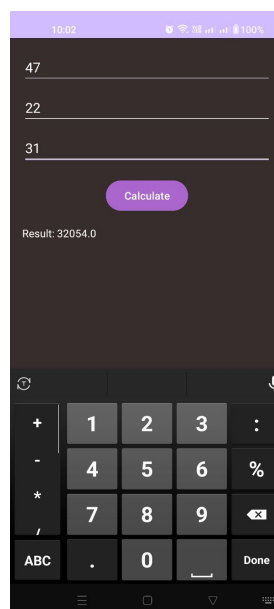 10:02 100%
47
22
31
Calculate
Result: 32054.0
+ 1 2 3 :
- 4 5 6 %
* 7 8 9
ABC . 0 Done